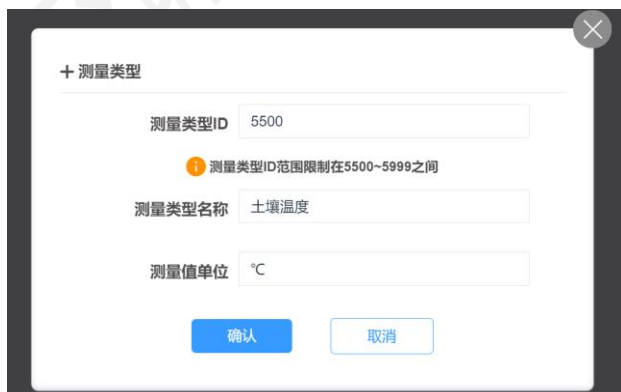 + 测量类型
测量类型ID 5500
测量类型ID范围限制在5500~5999之间
测量类型名称 土壤温度
测量值单位 ℃
确认 取消